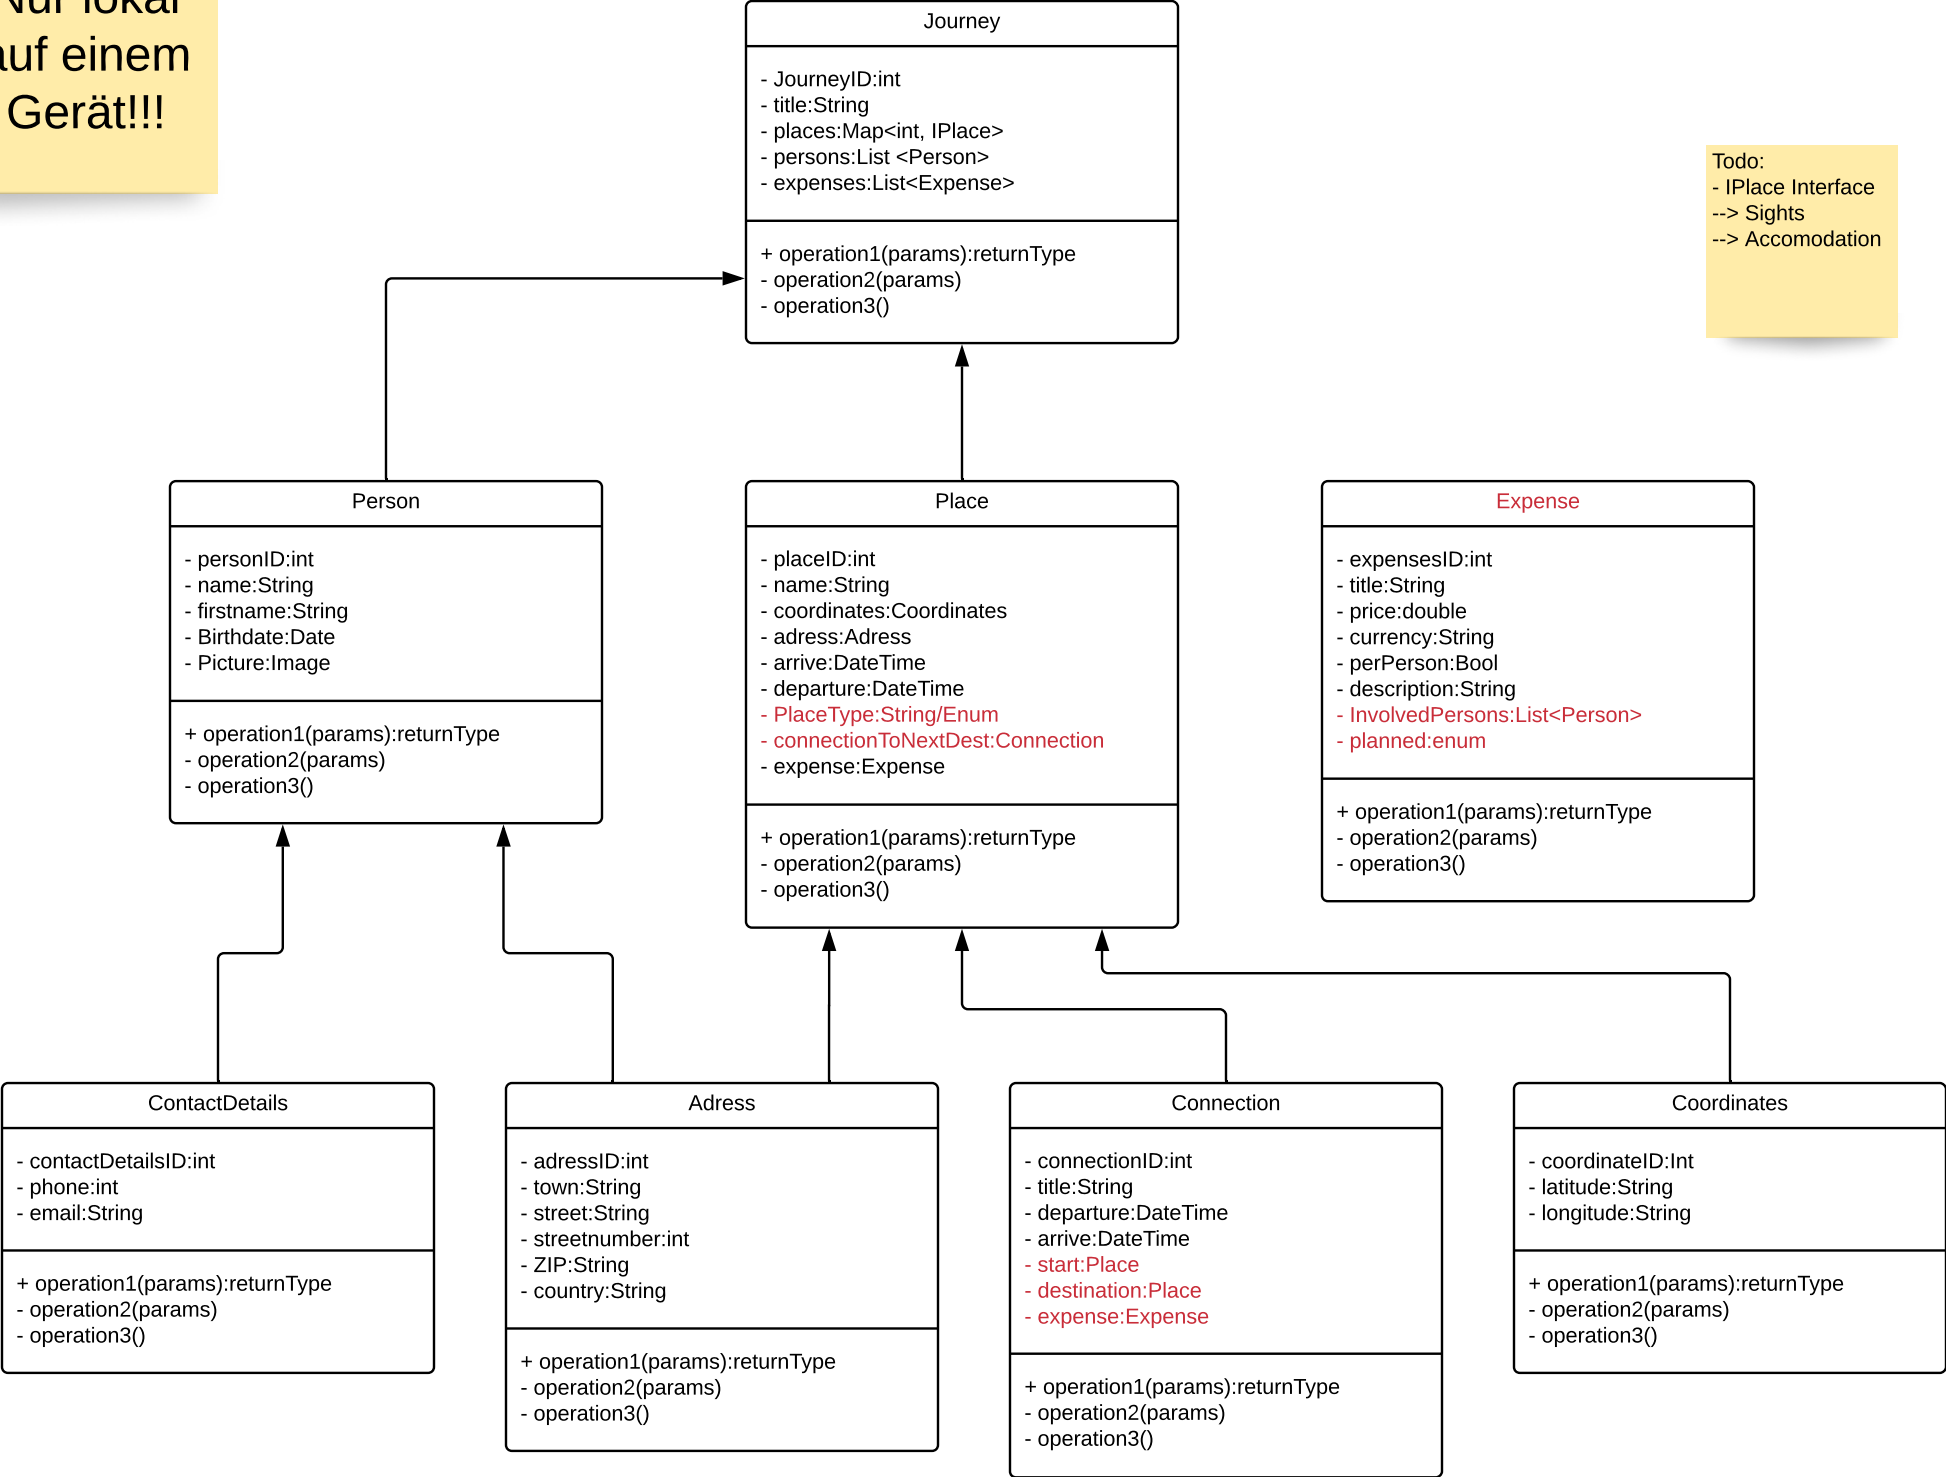 Nur lokal
auf einem
Gerät!!!
Journey
- JourneyID:int
- title:String
- places:Map<int, IPlace>
- persons:List <Person>
- expenses:List<Expense>
+ operation1(params):returnType
- operation2(params)
- operation3()
Todo:
- IPlace Interface
--> Sights
--> Accomodation
Person
- personID:int
- name:String
- firstname:String
- Birthdate:Date
- Picture:Image
+ operation1(params):returnType
- operation2(params)
- operation3()
Place
- placeID:int
- name:String
- coordinates:Coordinates
- adress:Adress
- arrive:DateTime
- departure:DateTime
- PlaceType:String/Enum
- connectionToNextDest:Connection
- expense:Expense
+ operation1(params):returnType
- operation2(params)
- operation3()
Expense
- expensesID:int
- title:String
- price:double
- currency:String
- perPerson:Bool
- description:String
- InvolvedPersons:List<Person>
- planned:enum
+ operation1(params):returnType
- operation2(params)
- operation3()
ContactDetails
- contactDetailsID:int
- phone:int
- email:String
+ operation1(params):returnType
- operation2(params)
- operation3()
Adress
- adressID:int
- town:String
- street:String
- streetnumber:int
- ZIP:String
- country:String
+ operation1(params):returnType
- operation2(params)
- operation3()
Connection
- connectionID:int
- title:String
- departure:DateTime
- arrive:DateTime
- start:Place
- destination:Place
- expense:Expense
+ operation1(params):returnType
- operation2(params)
- operation3()
Coordinates
- coordinateID:Int
- latitude:String
- longitude:String
+ operation1(params):returnType
- operation2(params)
- operation3()